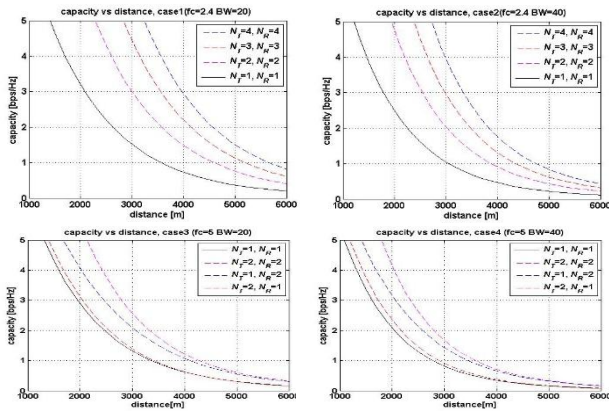 capacity vs distance, case1(fc=2.4 BW=20)
capacity [bps/Hz]
5
4
3
2
1
0
1000 2000 3000 4000 5000 6000
distance [m]
N_T=4, N_R=4
N_T=3, N_R=3
N_T=2, N_R=2
N_T=1, N_R=1
capacity vs distance, case2(fc=2.4 BW=40)
capacity [bps/Hz]
5
4
3
2
1
0
1000 2000 3000 4000 5000 6000
distance [m]
N_T=4, N_R=4
N_T=3, N_R=3
N_T=2, N_R=2
N_T=1, N_R=1
capacity vs distance, case3 (fc=5 BW=20)
capacity [bps/Hz]
5
4
3
2
1
0
1000 2000 3000 4000 5000 6000
distance[m]
N_T=1, N_R=1
N_T=2, N_R=2
N_T=1, N_R=2
N_T=2, N_R=1
capacity vs distance, case4 (fc=5 BW=40)
capacity [bps/Hz]
5
4
3
2
1
0
1000 2000 3000 4000 5000 6000
distance[m]
N_T=1, N_R=1
N_T=2, N_R=2
N_T=1, N_R=2
N_T=2, N_R=1